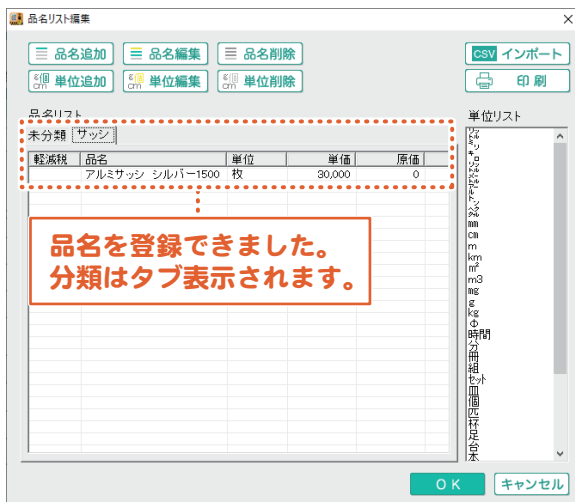 品名リスト編集
品名追加
品名編集
品名削除
CSV インポート
単位追加
単位編集
単位削除
印刷
品名リスト
単位リスト
未分類 サッシ
軽減税 品名 単位 単価 原価
アルミサッシ シルバー1500 枚 30,000 0
品名を登録できました。
分類はタブ表示されます。
mm
cm
m
km
m²
m3
mg
g
kg
Φ
時間
分
冊
組
セット
皿
個
匹
杯
足
台
本
OK
キャンセル